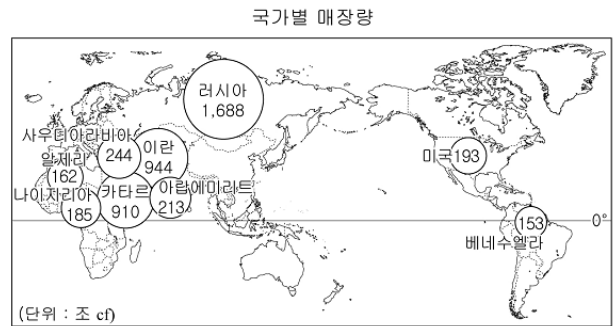 국가별 매장량
러시아
1,688
사우디아라비아
244
이란
944
알제리
162
나이지리아
185
카타르
910
아랍에미리트
213
미국193
0°
153
베네수엘라
(단위 : 조 cf)